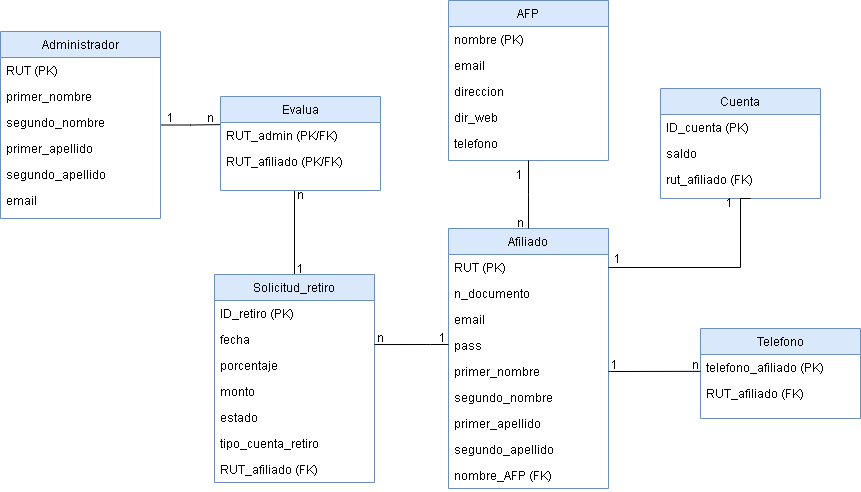 Administrador
RUT (PK)
primer_nombre
segundo_nombre
primer_apellido
segundo_apellido
email
1
n
Evalua
RUT_admin (PK/FK)
RUT_afiliado (PK/FK)
n
1
Solicitud_retiro
ID_retiro (PK)
fecha
porcentaje
monto
estado
tipo_cuenta_retiro
RUT_afiliado (FK)
n
1
AFP
nombre (PK)
email
direccion
dir_web
telefono
1
n
Afiliado
RUT (PK)
n_documento
email
pass
primer_nombre
segundo_nombre
primer_apellido
segundo_apellido
nombre_AFP (FK)
Cuenta
ID_cuenta (PK)
saldo
rut_afiliado (FK)
1
1
1
n
Telefono
telefono_afiliado (PK)
RUT_afiliado (FK)